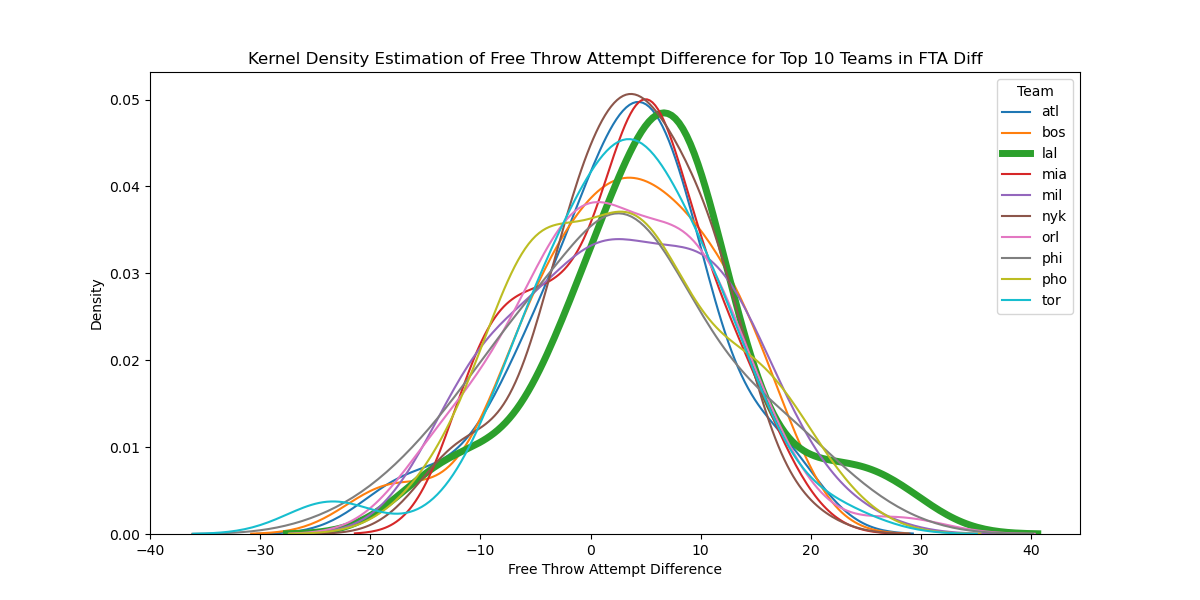 Kernel Density Estimation of Free Throw Attempt Difference for Top 10 Teams in FTA Diff
Density
0.05
0.04
0.03
0.02
0.01
0.00
−40
−30
−20
−10
0
10
20
30
40
Free Throw Attempt Difference
Team
atl
bos
lal
mia
mil
nyk
orl
phi
pho
tor